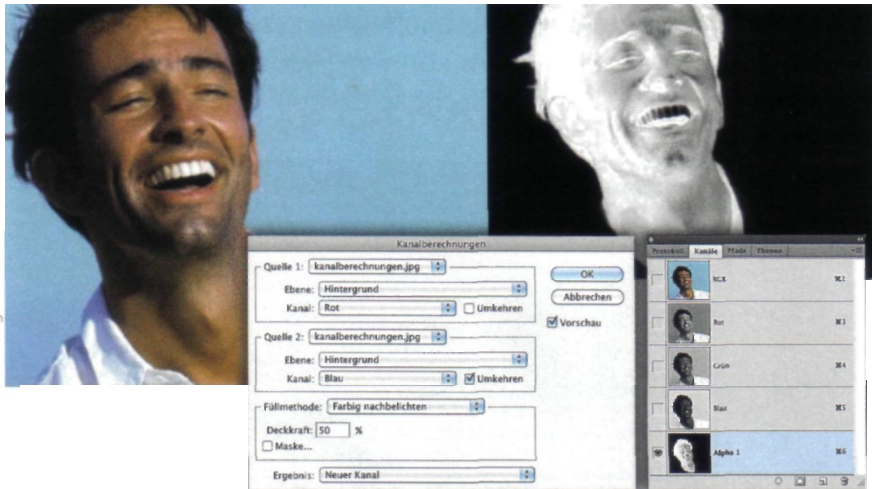 Kanalberechnungen
Quelle 1: kanalberechnungen.jpg
Ebene: Hintergrund
Kanal: Rot Umkehren
Quelle 2: kanalberechnungen.jpg
Ebene: Hintergrund
Kanal: Blau Umkehren
Füllmethode: Farbig nachbelichten
Deckkraft: 50 %
Maske...
Ergebnis: Neuer Kanal
OK
Abbrechen
Vorschau
Protokoll Kanäle Pfade Themen
RGB ⌘2
Rot ⌘3
Grün ⌘4
Blau ⌘5
Alpha 1 ⌘6